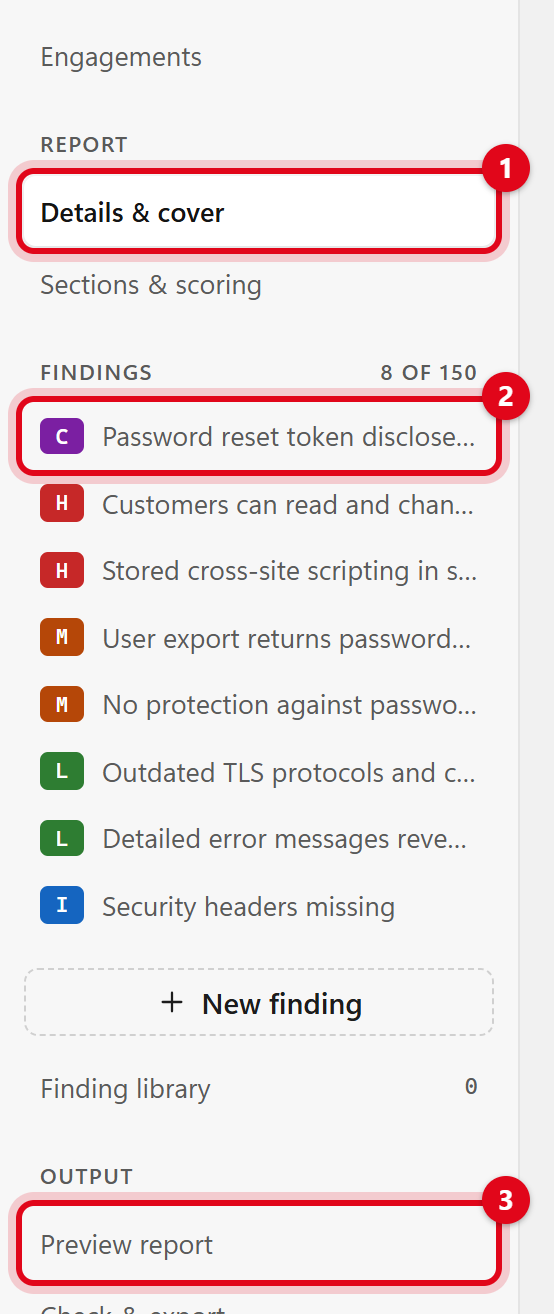 Engagements
REPORT
1
Details & cover
Sections & scoring
FINDINGS 8 OF 150
2
C Password reset token disclose...
H Customers can read and chan...
H Stored cross-site scripting in s...
M User export returns password...
M No protection against passwo...
L Outdated TLS protocols and c...
L Detailed error messages reve...
I Security headers missing
+ New finding
Finding library 0
OUTPUT
3
Preview report
Check & export